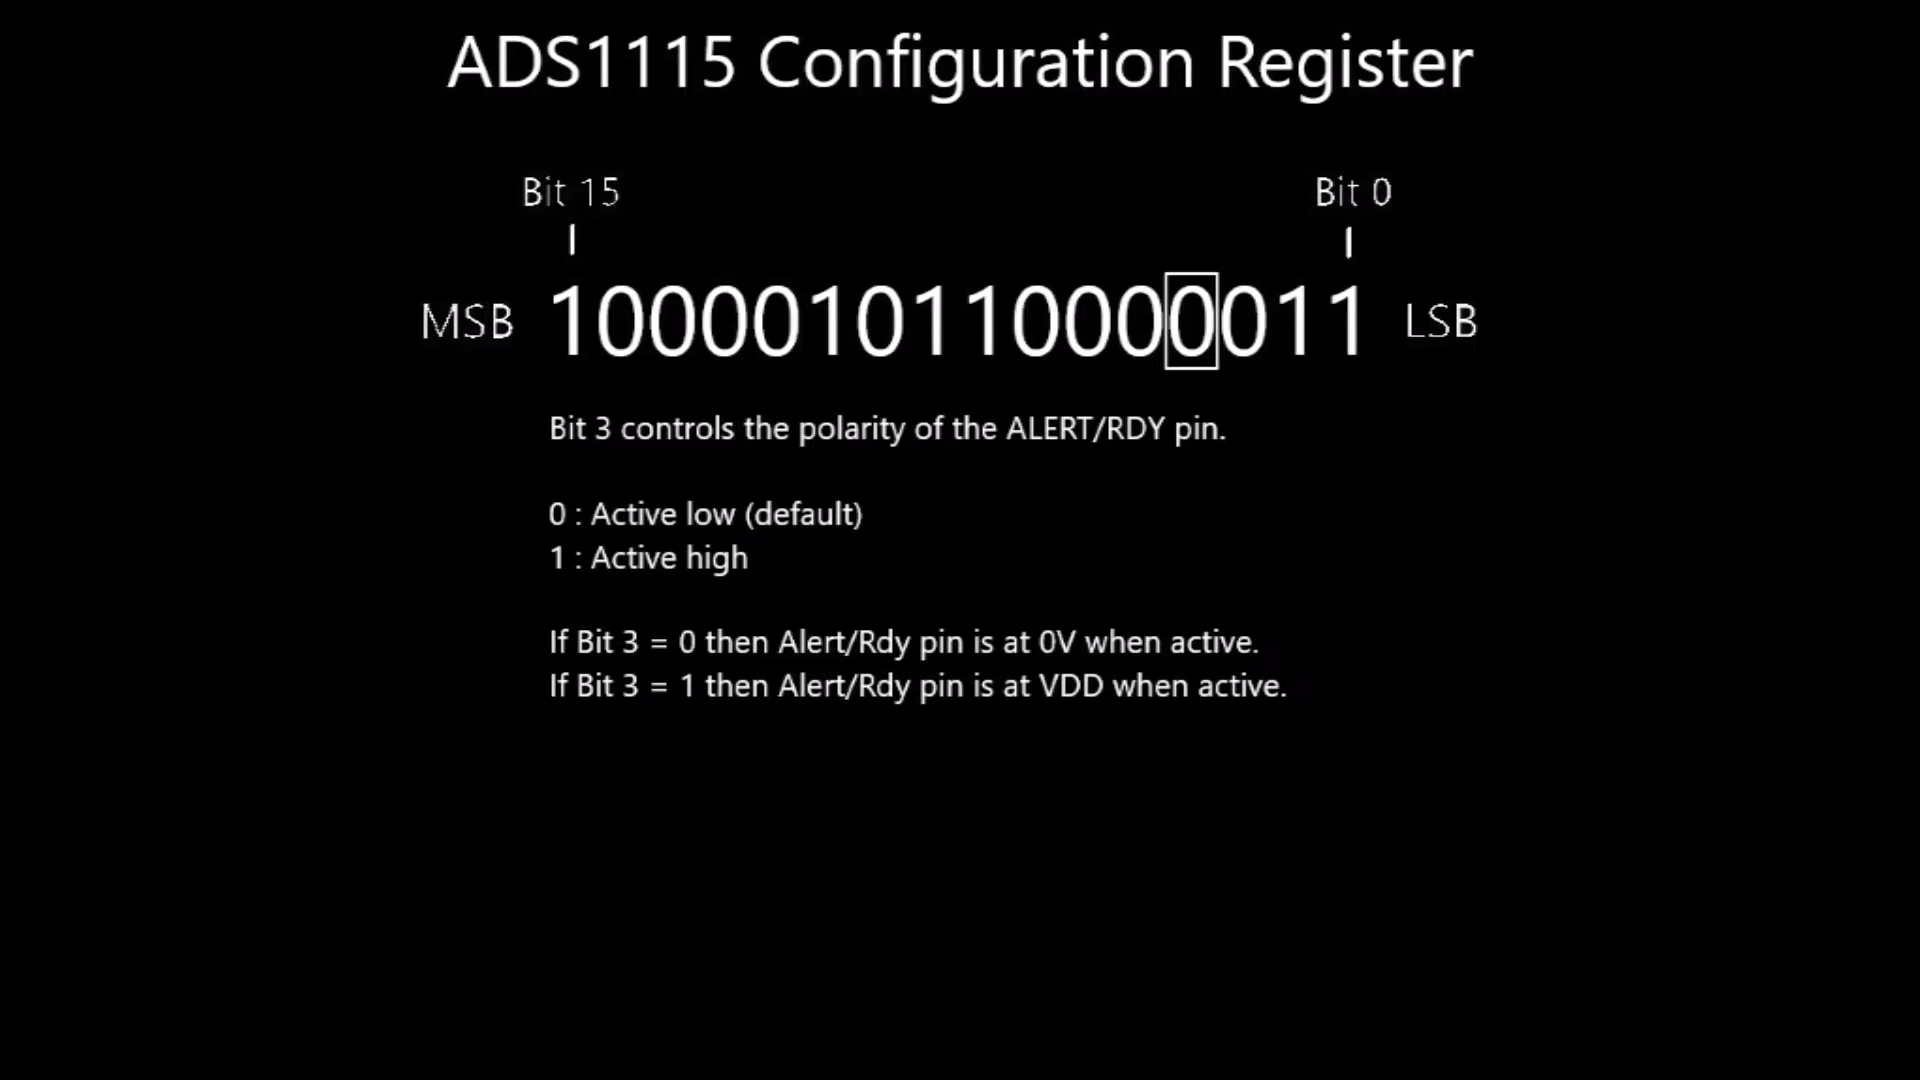 ADS1115 Configuration Register
Bit 15 Bit 0
MSB 1000010110000011 LSB
Bit 3 controls the polarity of the ALERT/RDY pin.
0 : Active low (default)
1 : Active high
If Bit 3 = 0 then Alert/Rdy pin is at 0V when active.
If Bit 3 = 1 then Alert/Rdy pin is at VDD when active.